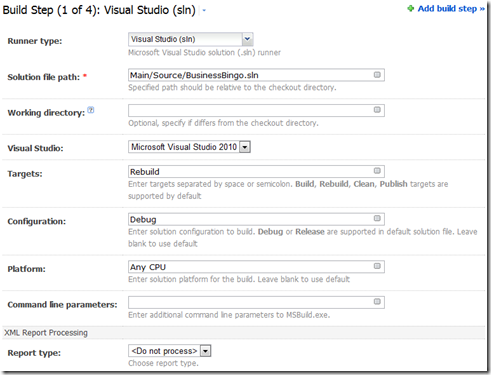 Build Step (1 of 4): Visual Studio (sln)
Add build step »
Runner type:
Visual Studio (sln)
Microsoft Visual Studio solution (.sln) runner
Solution file path: *
Main/Source/BusinessBingo.sln
Specified path should be relative to the checkout directory.
Working directory: ?
Optional, specify if differs from the checkout directory.
Visual Studio:
Microsoft Visual Studio 2010
Targets:
Rebuild
Enter targets separated by space or semicolon. Build, Rebuild, Clean, Publish targets are
supported by default
Configuration:
Debug
Enter solution configuration to build. Debug or Release are supported in default solution file. Leave
blank to use default
Platform:
Any CPU
Enter solution platform for the build. Leave blank to use default
Command line parameters:
Enter additional command line parameters to MSBuild.exe.
XML Report Processing
Report type:
<Do not process>
Choose report type.